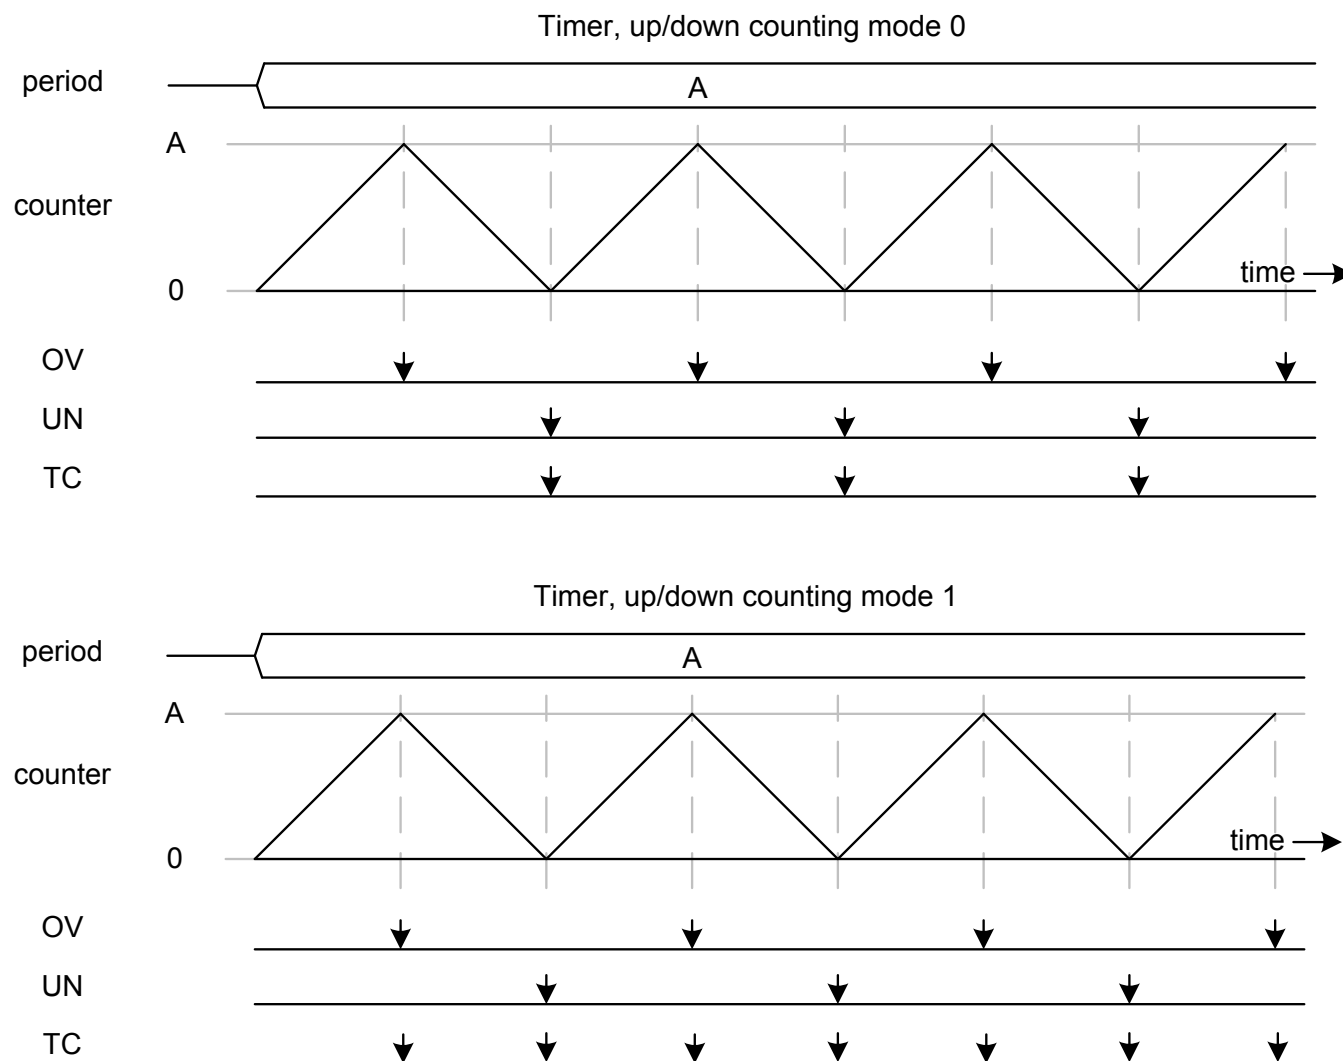 Timer, up/down counting mode 0
period
A
A
counter
0
time
OV
UN
TC
Timer, up/down counting mode 1
period
A
A
counter
0
time
OV
UN
TC